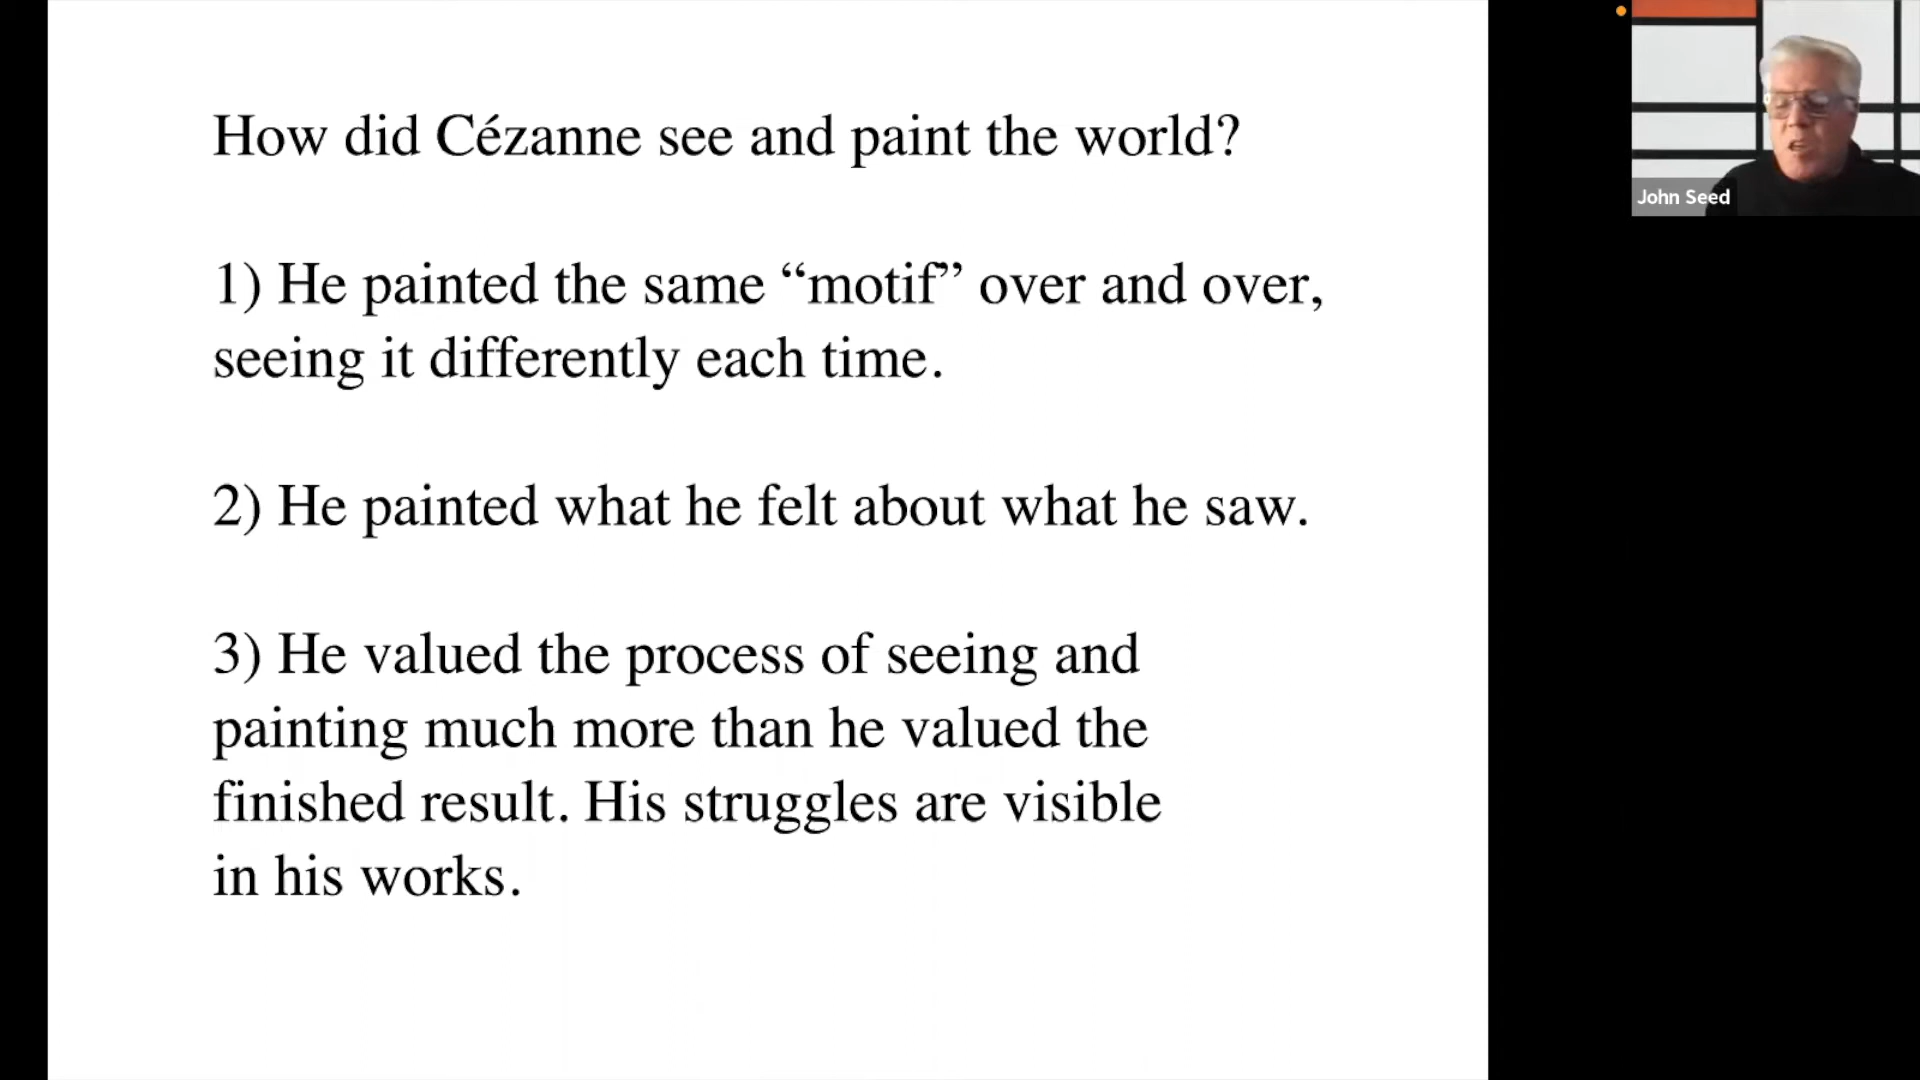 How did Cézanne see and paint the world?
1) He painted the same “motif” over and over,
seeing it differently each time.
2) He painted what he felt about what he saw.
3) He valued the process of seeing and
painting much more than he valued the
finished result. His struggles are visible
in his works.
John Seed